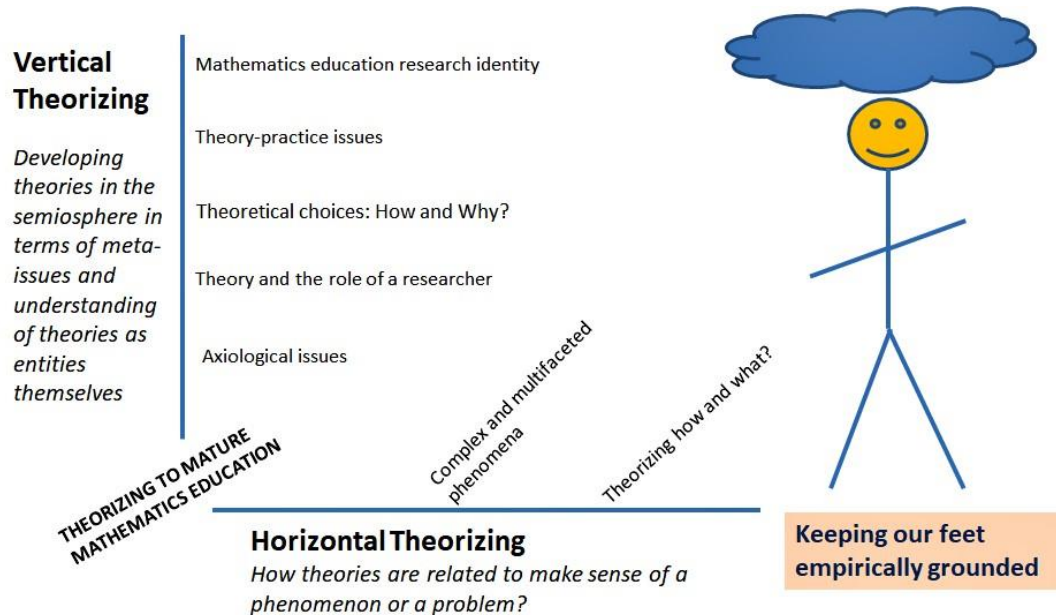 Vertical
Theorizing
Developing
theories in the
semiosphere in
terms of meta-
issues and
understanding
of theories as
entities
themselves
Mathematics education research identity
Theory-practice issues
Theoretical choices: How and Why?
Theory and the role of a researcher
Axiological issues
THEORIZING TO MATURE
MATHEMATICS EDUCATION
Complex and multifaceted
phenomena
Theorizing how and what?
Horizontal Theorizing
How theories are related to make sense of a
phenomenon or a problem?
Keeping our feet
empirically grounded